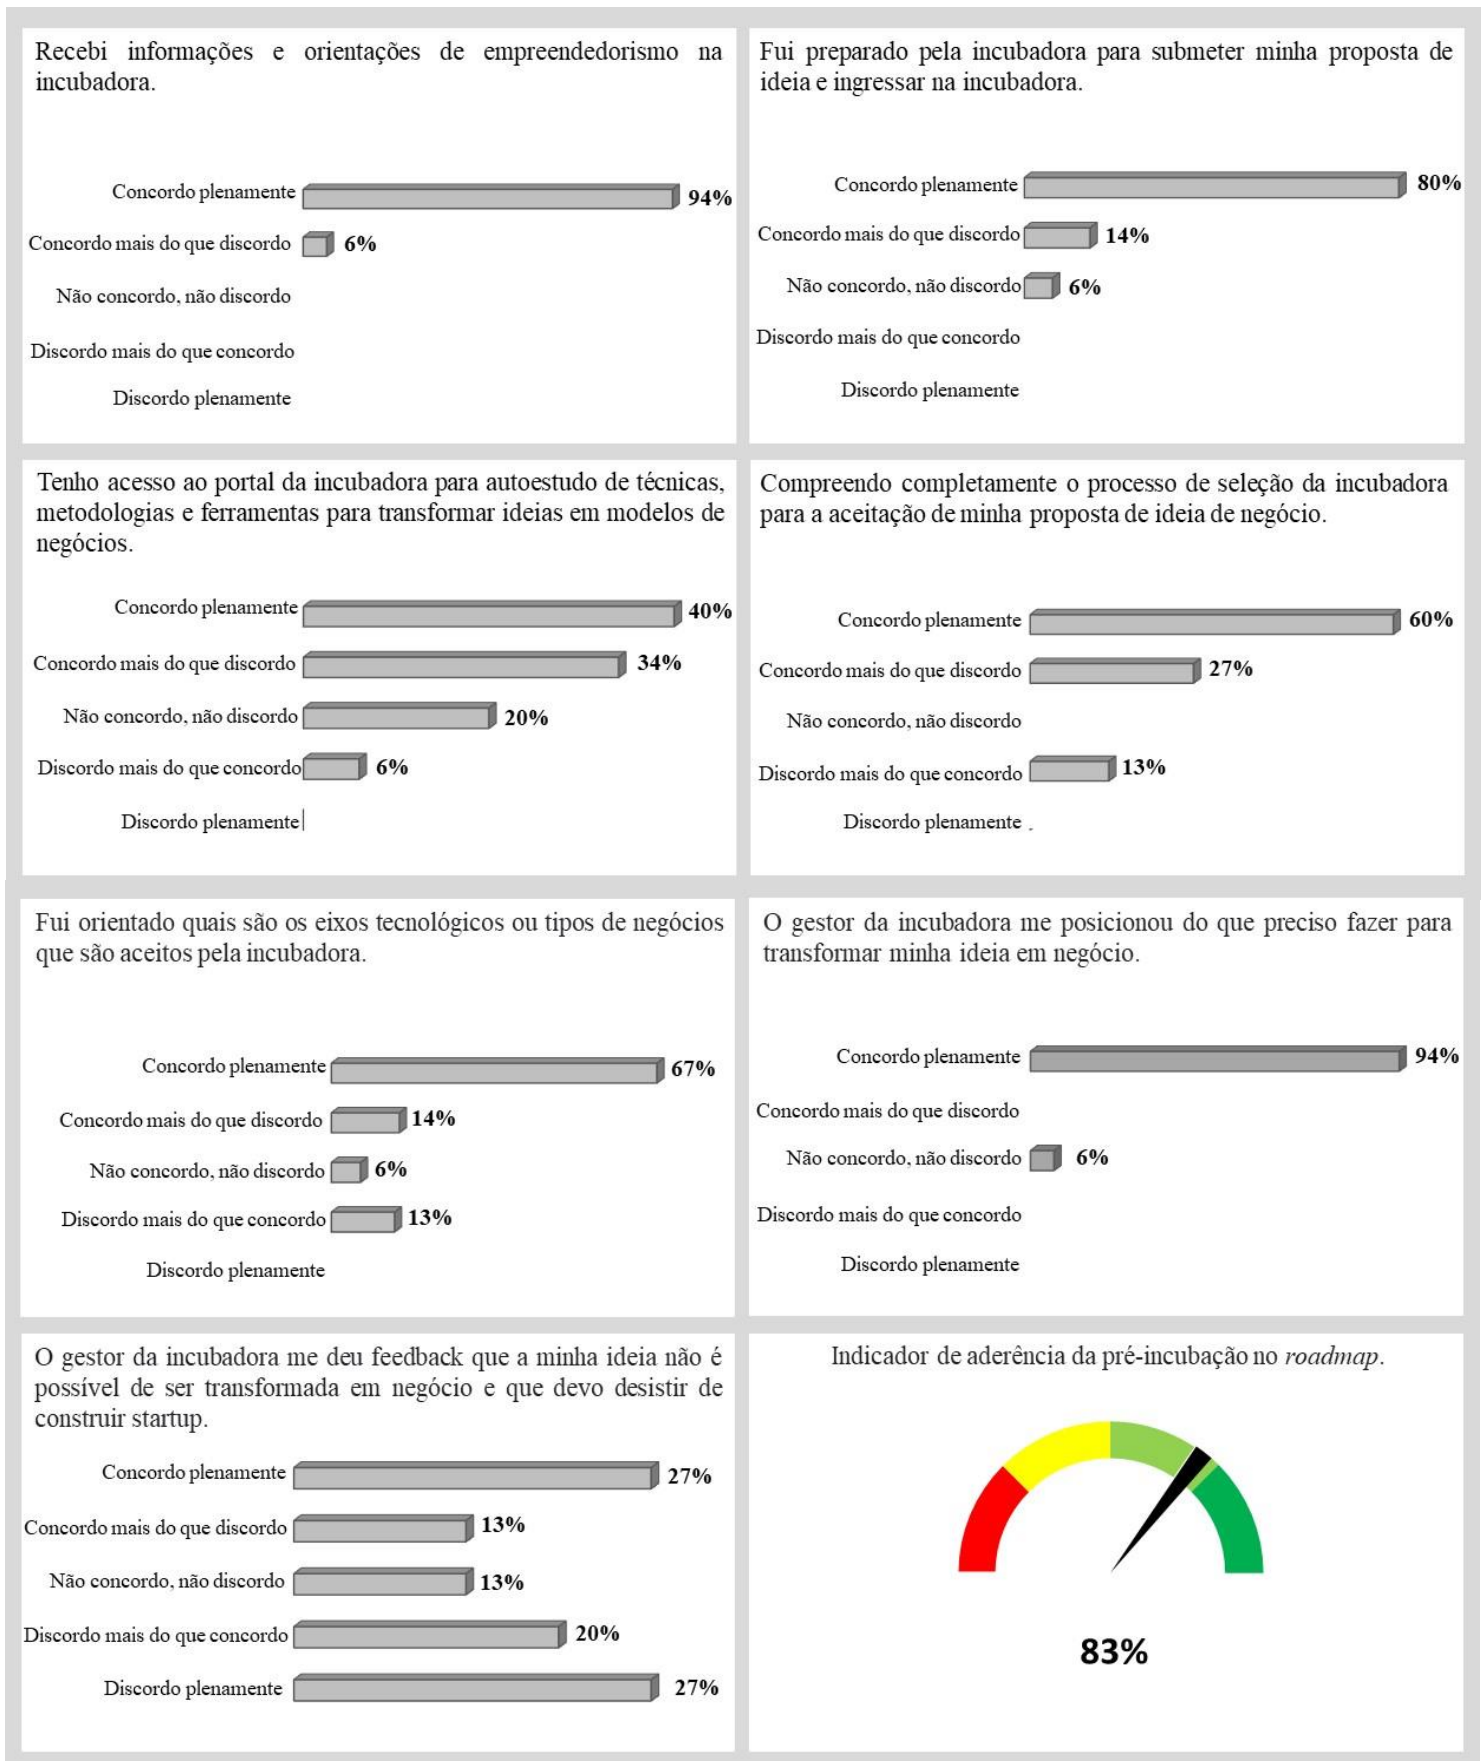 Recebi informações e orientações de empreendedorismo na
incubadora.
Concordo plenamente 94%
Concordo mais do que discordo 6%
Não concordo, não discordo
Discordo mais do que concordo
Discordo plenamente
Fui preparado pela incubadora para submeter minha proposta de
ideia e ingressar na incubadora.
Concordo plenamente 80%
Concordo mais do que discordo 14%
Não concordo, não discordo 6%
Discordo mais do que concordo
Discordo plenamente
Tenho acesso ao portal da incubadora para autoestudo de técnicas,
metodologias e ferramentas para transformar ideias em modelos de
negócios.
Concordo plenamente 40%
Concordo mais do que discordo 34%
Não concordo, não discordo 20%
Discordo mais do que concordo 6%
Discordo plenamente
Compreendo completamente o processo de seleção da incubadora
para a aceitação de minha proposta de ideia de negócio.
Concordo plenamente 60%
Concordo mais do que discordo 27%
Não concordo, não discordo
Discordo mais do que concordo 13%
Discordo plenamente
Fui orientado quais são os eixos tecnológicos ou tipos de negócios
que são aceitos pela incubadora.
Concordo plenamente 67%
Concordo mais do que discordo 14%
Não concordo, não discordo 6%
Discordo mais do que concordo 13%
Discordo plenamente
O gestor da incubadora me posicionou do que preciso fazer para
transformar minha ideia em negócio.
Concordo plenamente 94%
Concordo mais do que discordo
Não concordo, não discordo 6%
Discordo mais do que concordo
Discordo plenamente
O gestor da incubadora me deu feedback que a minha ideia não é
possível de ser transformada em negócio e que devo desistir de
construir startup.
Concordo plenamente 27%
Concordo mais do que discordo 13%
Não concordo, não discordo 13%
Discordo mais do que concordo 20%
Discordo plenamente 27%
Indicador de aderência da pré-incubação no roadmap.
83%